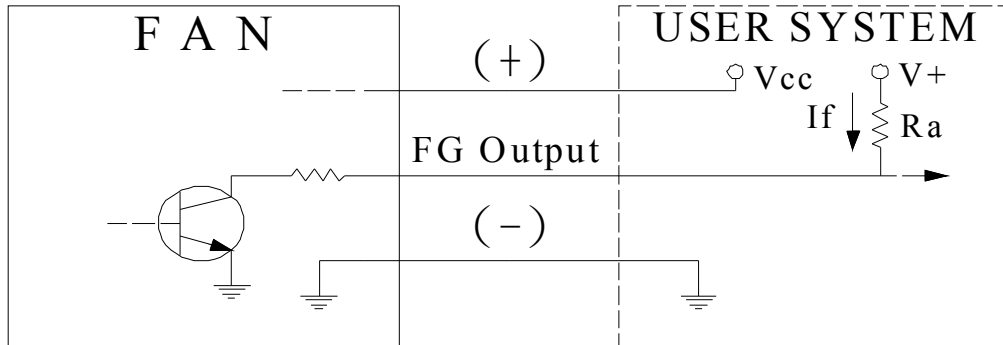 F A N
USER SYSTEM
(+)
Vcc
V+
If
Ra
FG Output
(-)